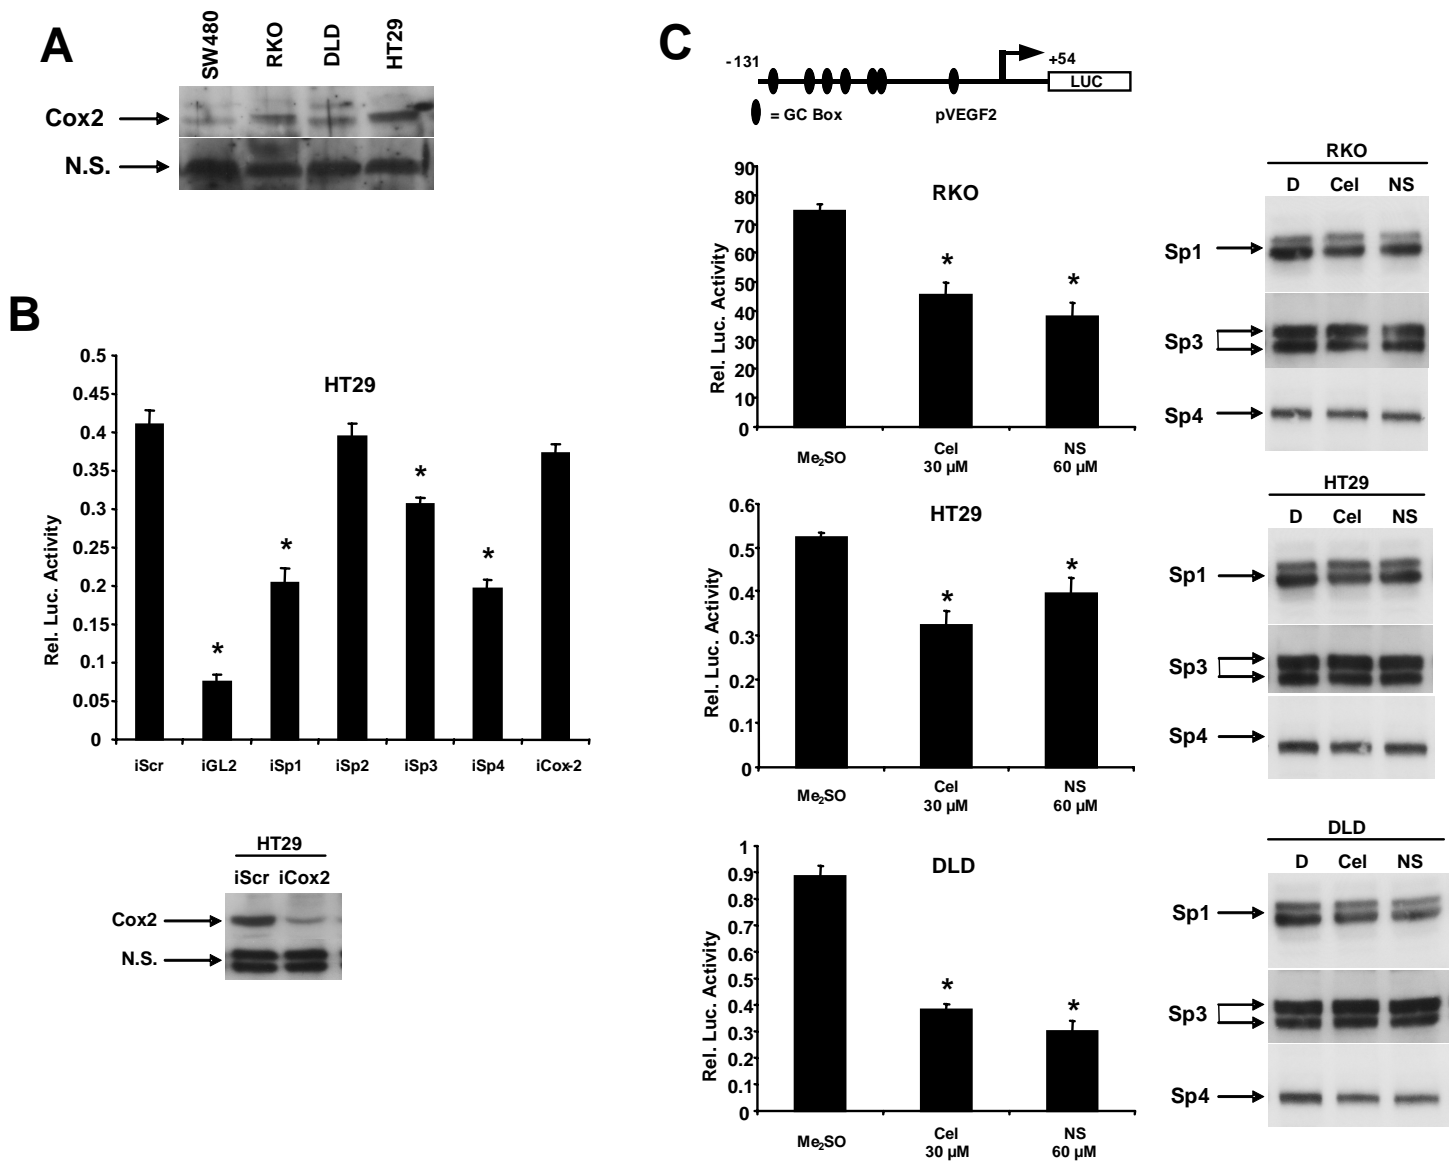 A
SW480 RKO DLD HT29
Cox2
N.S.
B
0.5
0.45
0.4
0.35
0.3
0.25
0.2
0.15
0.1
0.05
0
Rel. Luc. Activity
HT29
*
*
*
*
iScr iGL2 iSp1 iSp2 iSp3 iSp4 iCox-2
HT29
iScr iCox2
Cox2
N.S.
C
-131 +54
LUC
= GC Box pVEGF2
90
80
70
60
50
40
30
20
10
0
Rel. Luc. Activity
RKO
*
*
Me₂SO Cel 30 µM NS 60 µM
RKO
D Cel NS
Sp1
Sp3
Sp4
0.6
0.5
0.4
0.3
0.2
0.1
0
Rel. Luc. Activity
HT29
*
*
Me₂SO Cel 30 µM NS 60 µM
HT29
D Cel NS
Sp1
Sp3
Sp4
1
0.9
0.8
0.7
0.6
0.5
0.4
0.3
0.2
0.1
0
Rel. Luc. Activity
DLD
*
*
Me₂SO Cel 30 µM NS 60 µM
DLD
D Cel NS
Sp1
Sp3
Sp4